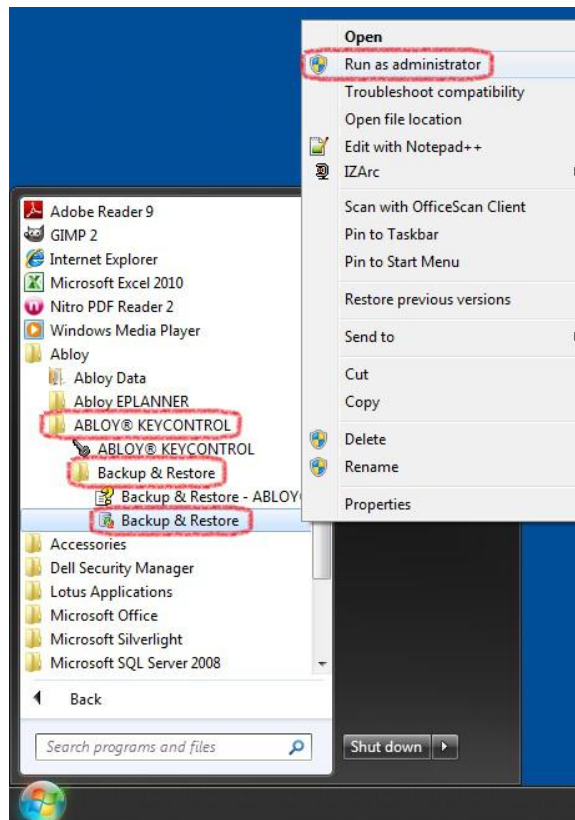 Open
Run as administrator
Troubleshoot compatibility
Open file location
Edit with Notepad++
IZArc
Scan with OfficeScan Client
Pin to Taskbar
Pin to Start Menu
Restore previous versions
Send to
Cut
Copy
Delete
Rename
Properties
Adobe Reader 9
GIMP 2
Internet Explorer
Microsoft Excel 2010
Nitro PDF Reader 2
Windows Media Player
Abloy
Abloy Data
Abloy EPLANNER
ABLOY® KEYCONTROL
ABLOY® KEYCONTROL
Backup & Restore
Backup & Restore - ABLOY
Backup & Restore
Accessories
Dell Security Manager
Lotus Applications
Microsoft Office
Microsoft Silverlight
Microsoft SQL Server 2008
Back
Search programs and files
Shut down